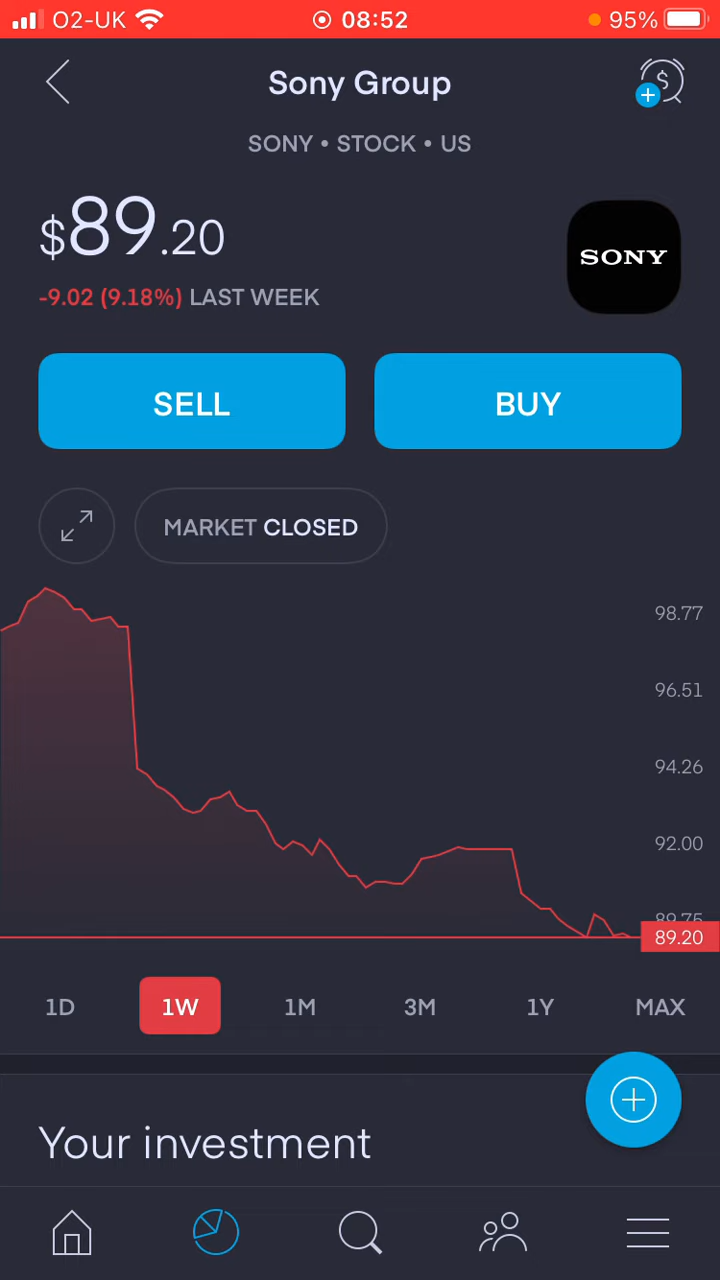 O2-UK 08:52 95%
Sony Group
$
SONY • STOCK • US
$89.20
SONY
-9.02 (9.18%) LAST WEEK
SELL BUY
MARKET CLOSED
98.77
96.51
94.26
92.00
89.75
89.20
1D 1W 1M 3M 1Y MAX
Your investment